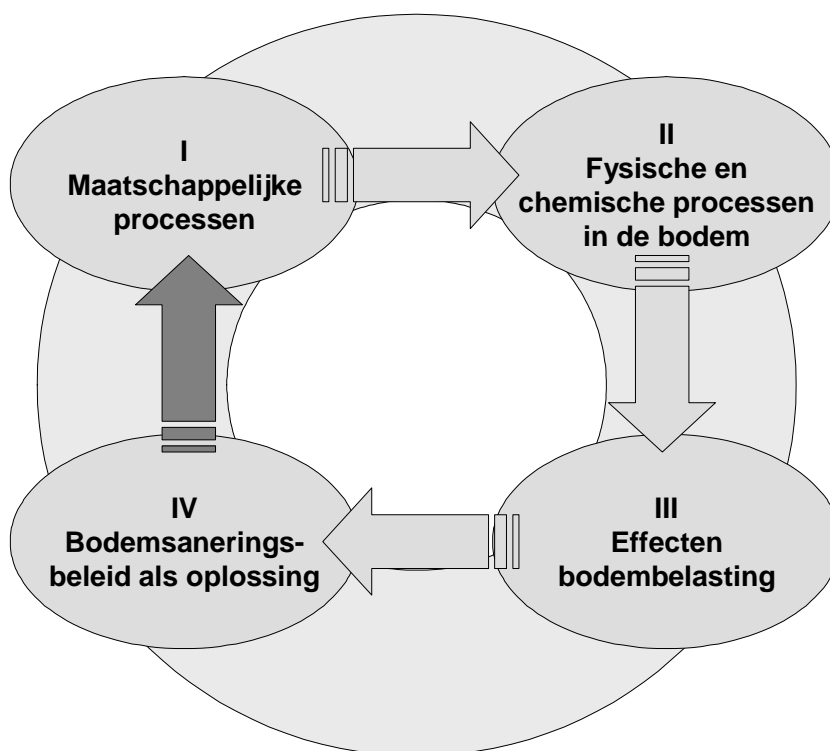 I
Maatschappelijke
processen
II
Fysische en
chemische processen
in de bodem
III
Effecten
bodembelasting
IV
Bodemsanerings-
beleid als oplossing